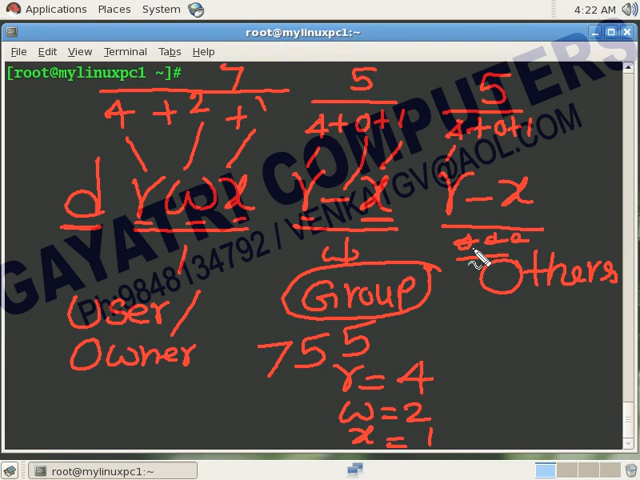 Applications Places System 4:22 AM
root@mylinuxpc1:~
File Edit View Terminal Tabs Help
[root@mylinuxpc1 ~]#
7 5 5
4 + 2 + 1 4+0+1 4+0+1
d rwx r-x r-x
GAYATRI COMPUTERS
Ph:9848134792 / VENKATGV@AOL.COM
User/
Owner
Group
Others
755
r=4
w=2
x=1
root@mylinuxpc1:~